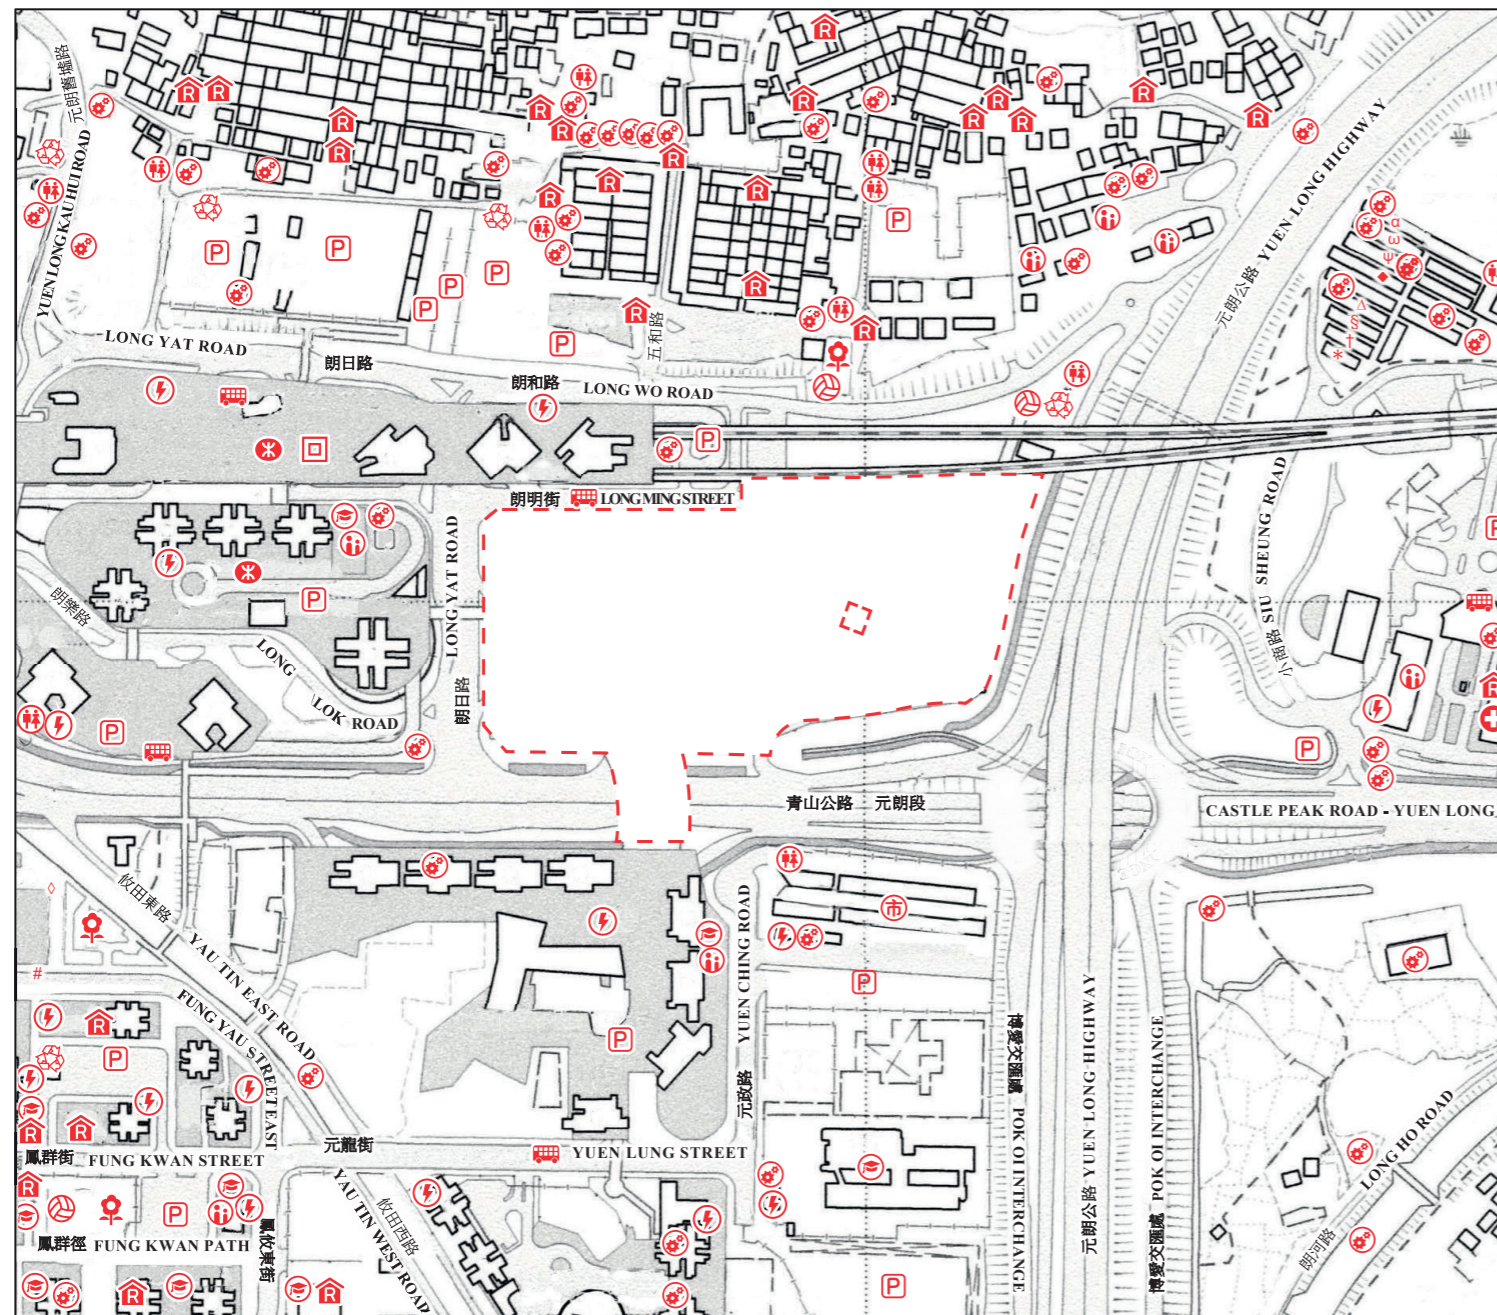 元朗舊墟路
YUEN LONG KAU HUI ROAD
LONG YAT ROAD
朗日路
五和路
朗和路
LONG WO ROAD
元朗公路 YUEN LONG HIGHWAY
朗明街
LONG MING STREET
LONG YAT ROAD
朗日路
朗樂路
LONG LOK ROAD
小商路 SIU SHEUNG ROAD
青山公路 元朗段
CASTLE PEAK ROAD - YUEN LONG
攸田東路
YAU TIN EAST ROAD
FUNG YAU STREET EAST
元政路 YUEN CHING ROAD
博愛交匯處 POK OI INTERCHANGE
元朗公路 YUEN LONG HIGHWAY
博愛交匯處 POK OI INTERCHANGE
LONG HO ROAD
朗河路
元龍街
YUEN LUNG STREET
鳳群街 FUNG KWAN STREET
鳳群徑 FUNG KWAN PATH
鳳攸東街
攸田西路
YAU TIN WEST ROAD
市